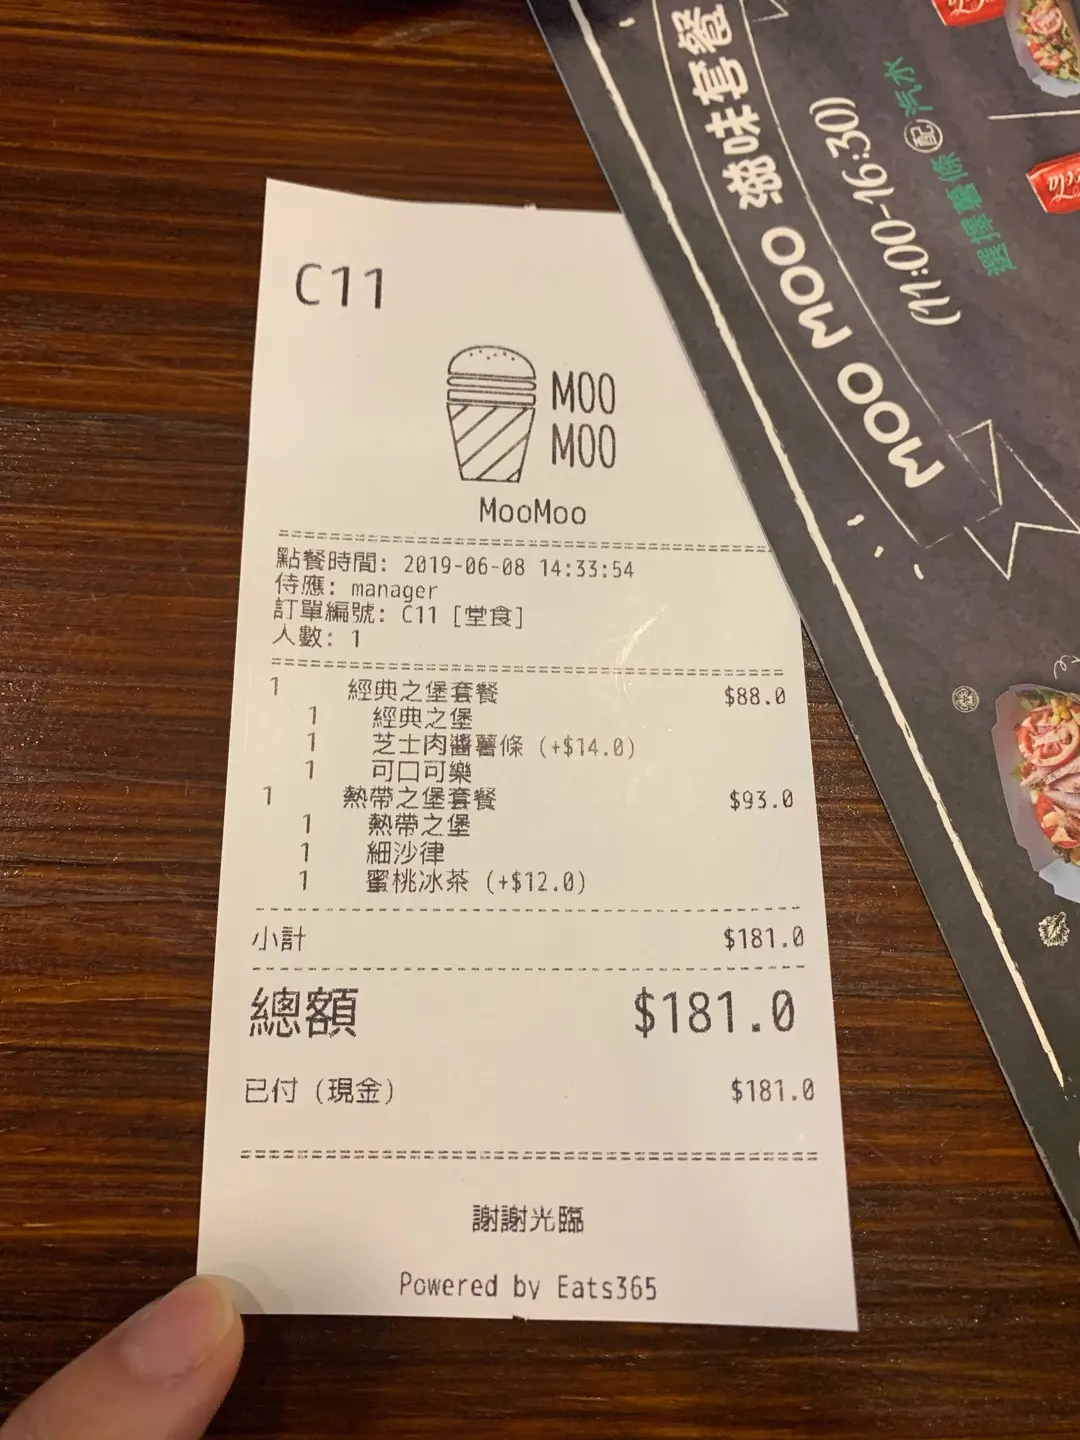 C11
MOO
MOO
MooMoo
點餐時間: 2019-06-08 14:33:54
侍應: manager
訂單編號: C11 [堂食]
人數: 1
1 經典之堡套餐 $88.0
1 經典之堡
1 芝士肉醬薯條 (+$14.0)
1 可口可樂
1 熱帶之堡套餐 $93.0
1 熱帶之堡
1 細沙律
1 蜜桃冰茶 (+$12.0)
小計 $181.0
總額 $181.0
已付 (現金) $181.0
謝謝光臨
Powered by Eats365
MOO MOO 滋味套餐
(11:00-16:30)
選擇薯條配汽水